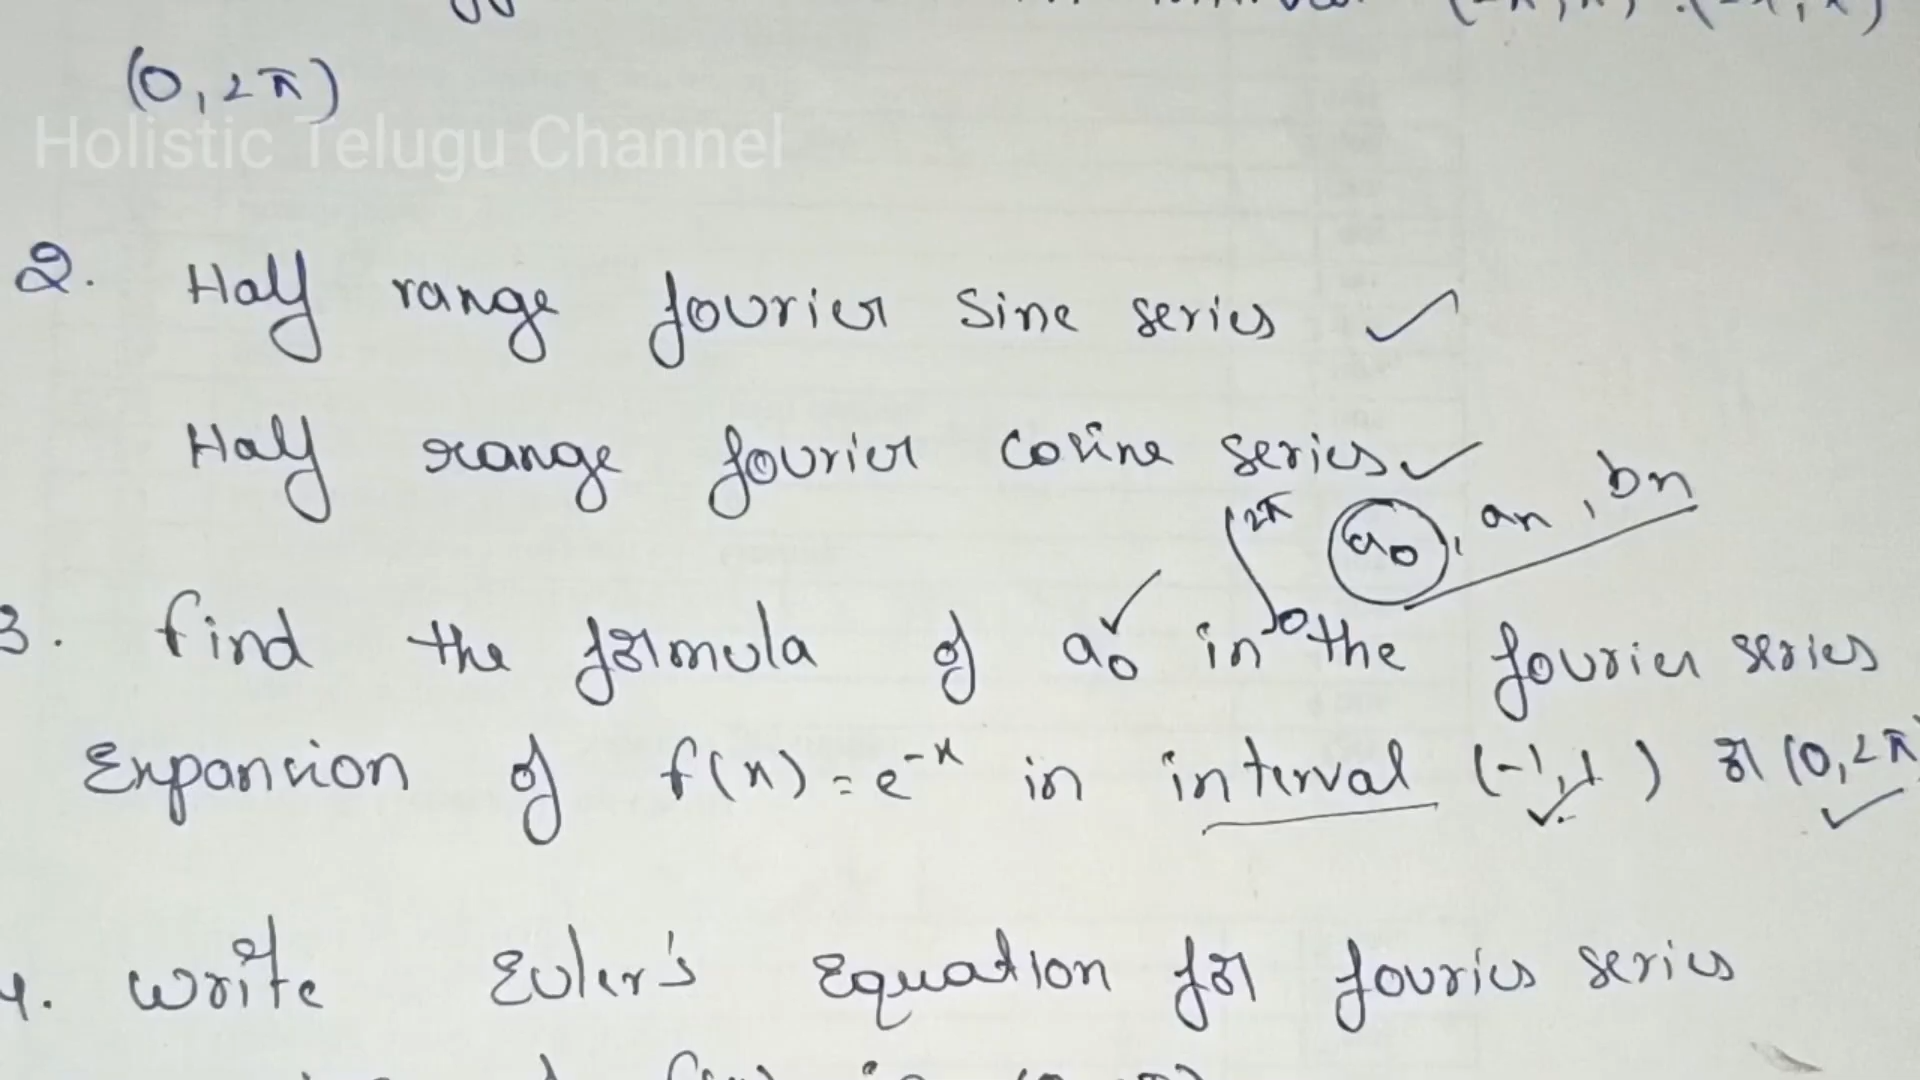 (0, 2π)
Holistic Telugu Channel
2. Half range fourier sine series ✓
Half range fourier cosine series ✓
∫ 2π 0 a0, an, bn
3. find the formula of a0 in the fourier series
Expansion of f(x) = e^-x in interval (-1, 1) or (0, 2π)
4. write Euler's Equation for fouries series